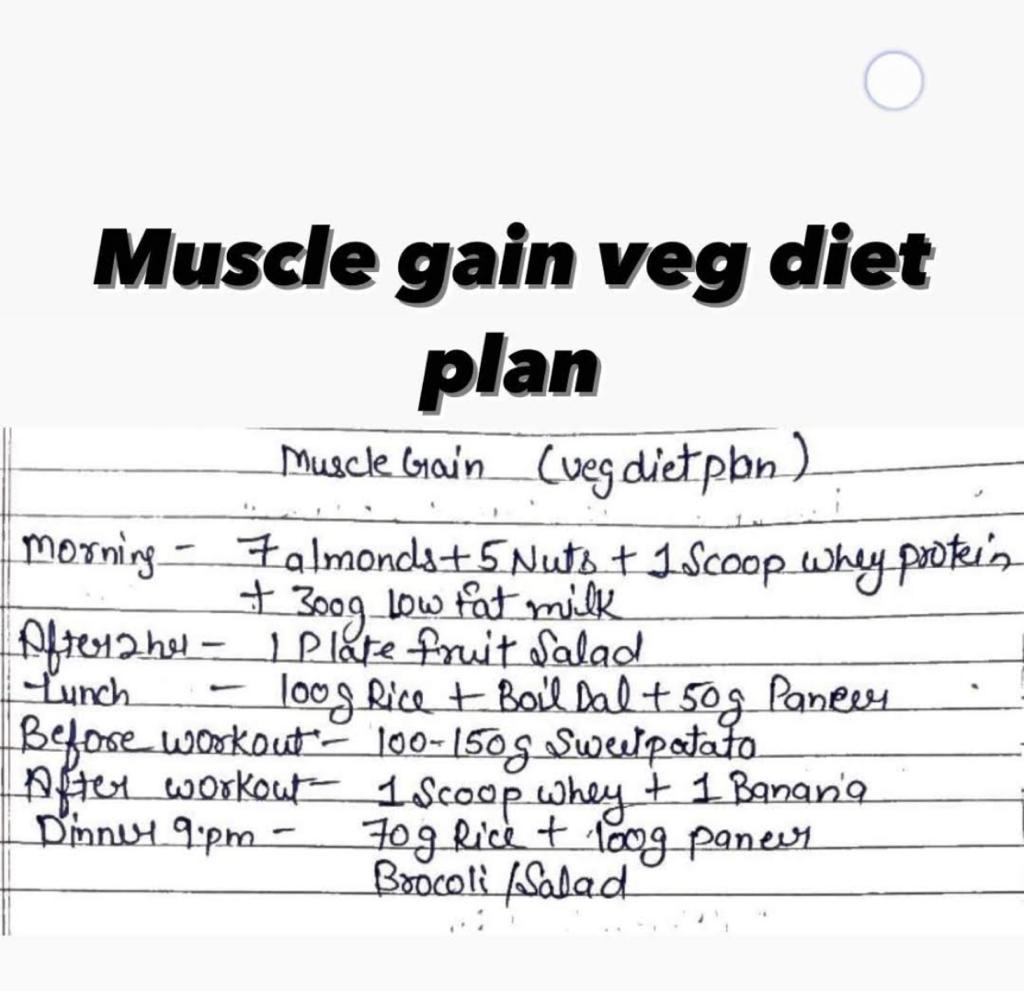 Muscle gain veg diet
plan
Muscle Gain (veg diet plan)
Morning - 7 almonds + 5 Nuts + 1 Scoop whey protein
+ 300g low fat milk
After 2 hr - 1 Plate fruit Salad
Lunch - 100g Rice + Boil Dal + 50g Paneer
Before workout - 100-150g Sweetpatato
After workout - 1 Scoop whey + 1 Banana
Dinner 9.pm - 70g Rice + 100g paneer
Brocoli / Salad